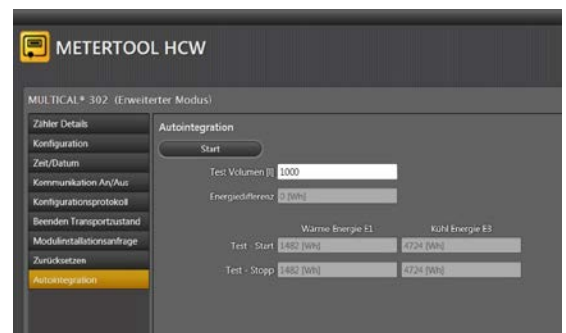 METERTOOL HCW
MULTICAL® 302 (Erweiterter Modus)
Zähler Details
Konfiguration
Zeit/Datum
Kommunikation An/Aus
Konfigurationsprotokoll
Beenden Transportzustand
Modulinstallationsanfrage
Zurücksetzen
Autointegration
Autointegration
Start
Test Volumen [l] 1000
Energiedifferenz 0 [Wh]
Wärme Energie E1 Kühl Energie E3
Test - Start 1482 [Wh] 4724 [Wh]
Test - Stopp 1482 [Wh] 4724 [Wh]